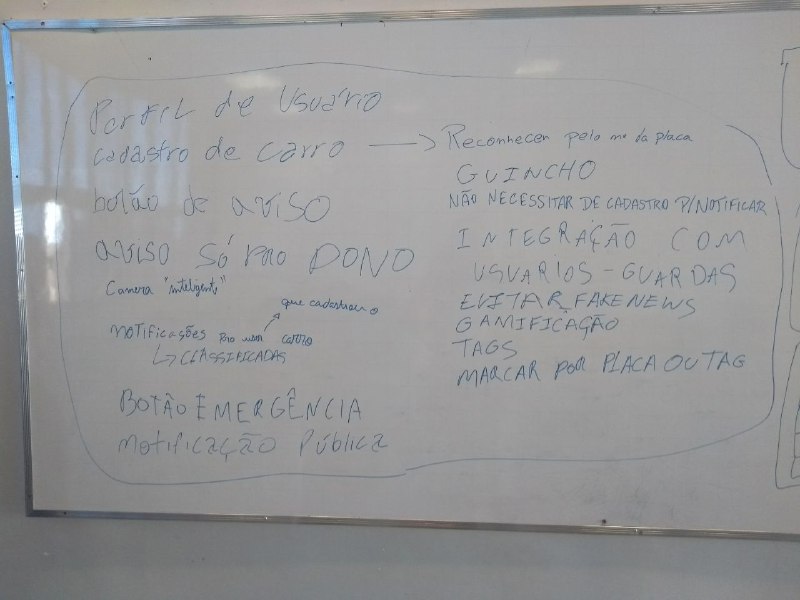 Perfil de Usuário
cadastro de carro → Reconhecer pelo nº da placa
botão de aviso
aviso só pro DONO
Camera "inteligente"
que cadastrou o
notificações pro user carro
↳ CLASSIFICADAS
BOTÃO EMERGÊNCIA
notificação Pública
GUINCHO
NÃO NECESSITAR DE CADASTRO P/NOTIFICAR
INTEGRAÇÃO COM
USUARIOS - GUARDAS
EVITAR FAKE NEWS
GAMIFICAÇÃO
TAGS
MARCAR POR PLACA OU TAG